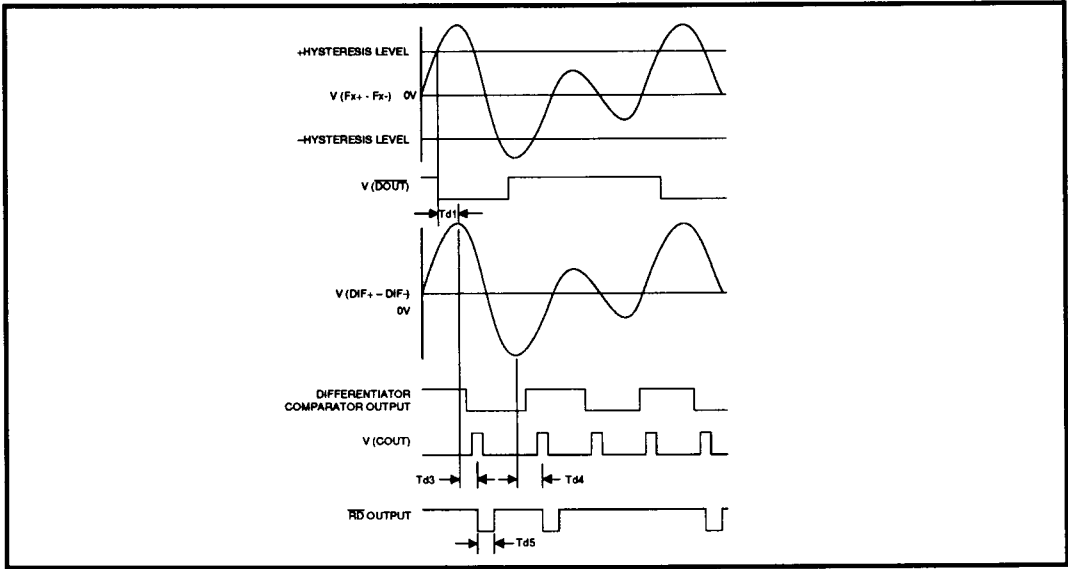 +HYSTERESIS LEVEL
V (Fx+ - Fx-) 0V
–HYSTERESIS LEVEL
V (DOUT)
Td1
V (DIF+ – DIF-)
0V
DIFFERENTIATOR
COMPARATOR OUTPUT
V (COUT)
Td3 Td4
RD OUTPUT
Td5